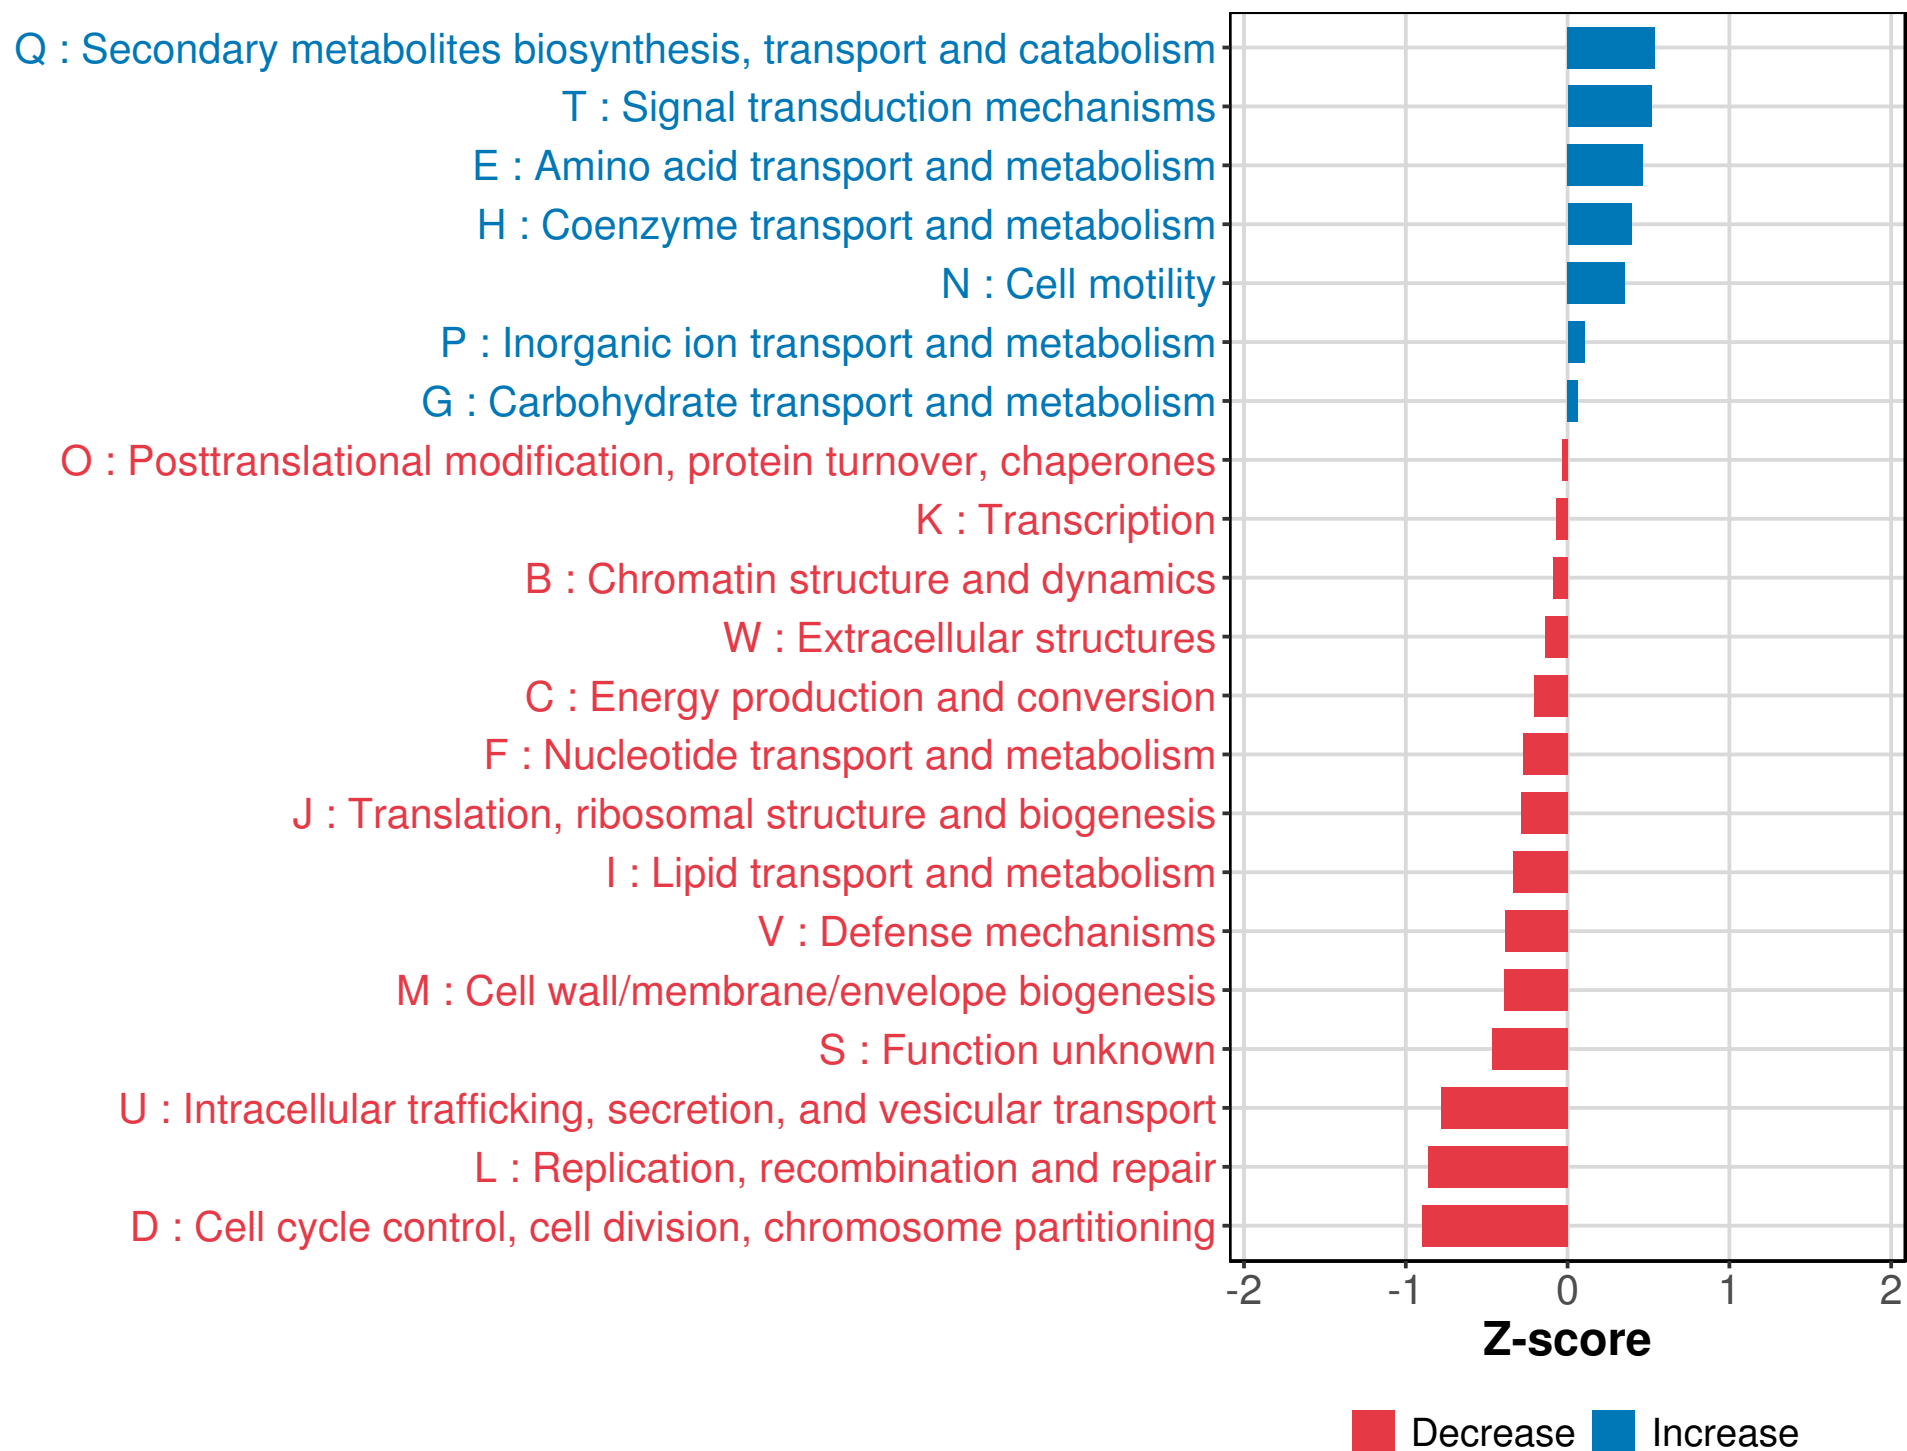 Q : Secondary metabolites biosynthesis, transport and catabolism
T : Signal transduction mechanisms
E : Amino acid transport and metabolism
H : Coenzyme transport and metabolism
N : Cell motility
P : Inorganic ion transport and metabolism
G : Carbohydrate transport and metabolism
O : Posttranslational modification, protein turnover, chaperones
K : Transcription
B : Chromatin structure and dynamics
W : Extracellular structures
C : Energy production and conversion
F : Nucleotide transport and metabolism
J : Translation, ribosomal structure and biogenesis
I : Lipid transport and metabolism
V : Defense mechanisms
M : Cell wall/membrane/envelope biogenesis
S : Function unknown
U : Intracellular trafficking, secretion, and vesicular transport
L : Replication, recombination and repair
D : Cell cycle control, cell division, chromosome partitioning
-2 -1 0 1 2
Z-score
Decrease Increase